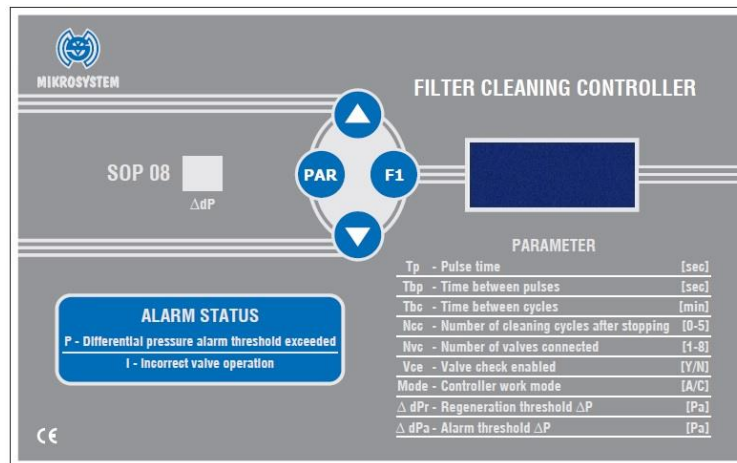 MIKROSYSTEM
FILTER CLEANING CONTROLLER
SOP 08
ΔdP
PAR
F1
ALARM STATUS
P - Differential pressure alarm threshold exceeded
I - Incorrect valve operation
PARAMETER
Tp - Pulse time [sec]
Tbp - Time between pulses [sec]
Tbc - Time between cycles [min]
Ncc - Number of cleaning cycles after stopping [0-5]
Nvc - Number of valves connected [1-8]
Vce - Valve check enabled [Y/N]
Mode - Controller work mode [A/C]
Δ dPr - Regeneration threshold ΔP [Pa]
Δ dPa - Alarm threshold ΔP [Pa]
CE